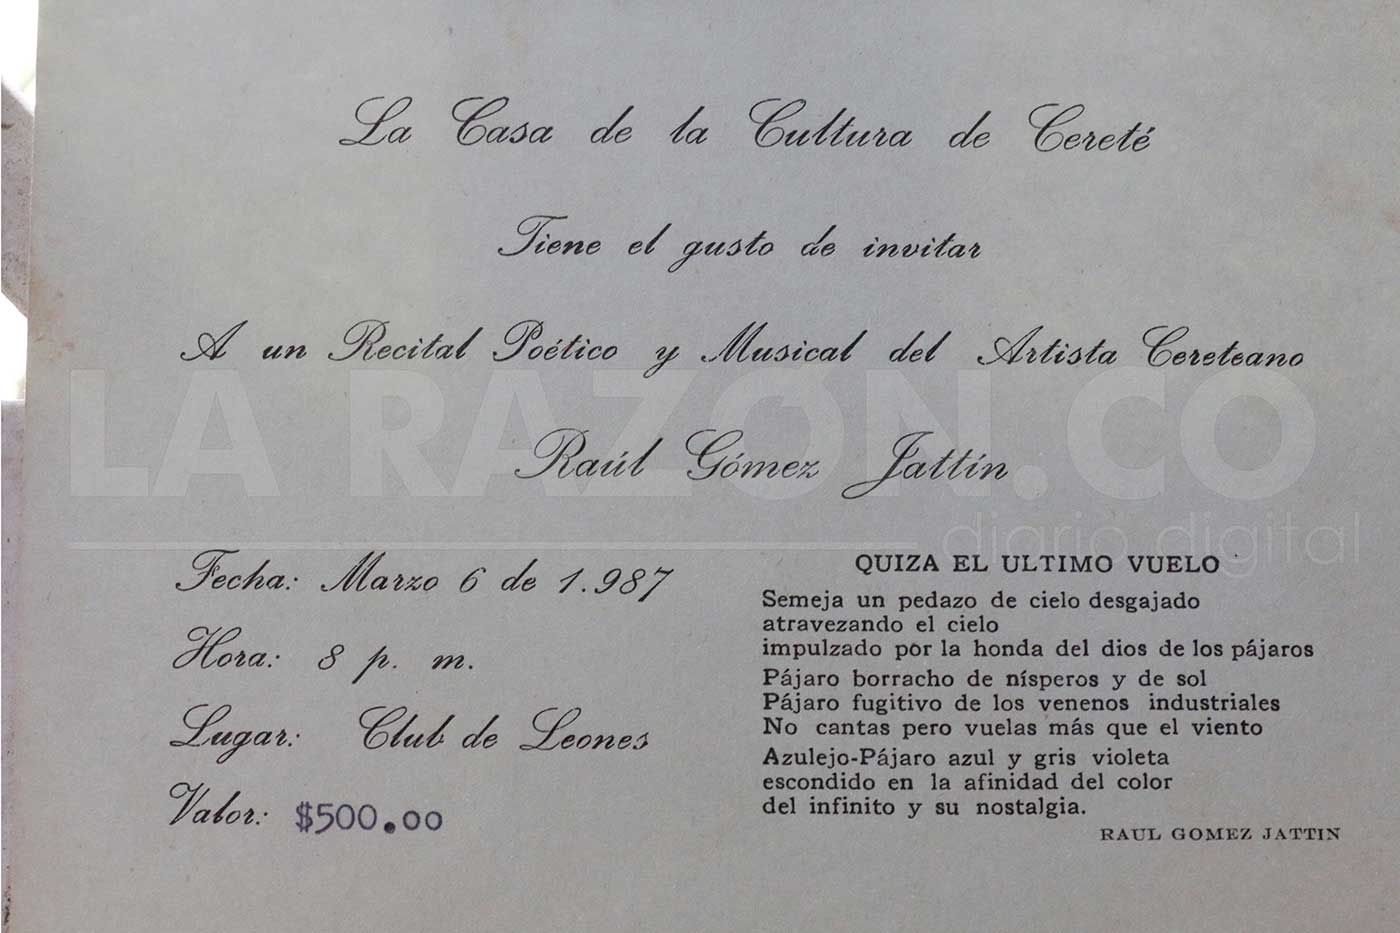 La Casa de la Cultura de Cereté
Tiene el gusto de invitar
A un Recital Poético y Musical del Artista Cereteano
LA RAZÓN.CO
diario digital
Raúl Gómez Jattín
Fecha: Marzo 6 de 1.987
Hora: 8 p. m.
Lugar: Club de Leones
Valor: $500.00
QUIZA EL ULTIMO VUELO
Semeja un pedazo de cielo desgajado
atravezando el cielo
impulzado por la honda del dios de los pájaros
Pájaro borracho de nísperos y de sol
Pájaro fugitivo de los venenos industriales
No cantas pero vuelas más que el viento
Azulejo-Pájaro azul y gris violeta
escondido en la afinidad del color
del infinito y su nostalgia.
RAUL GOMEZ JATTIN